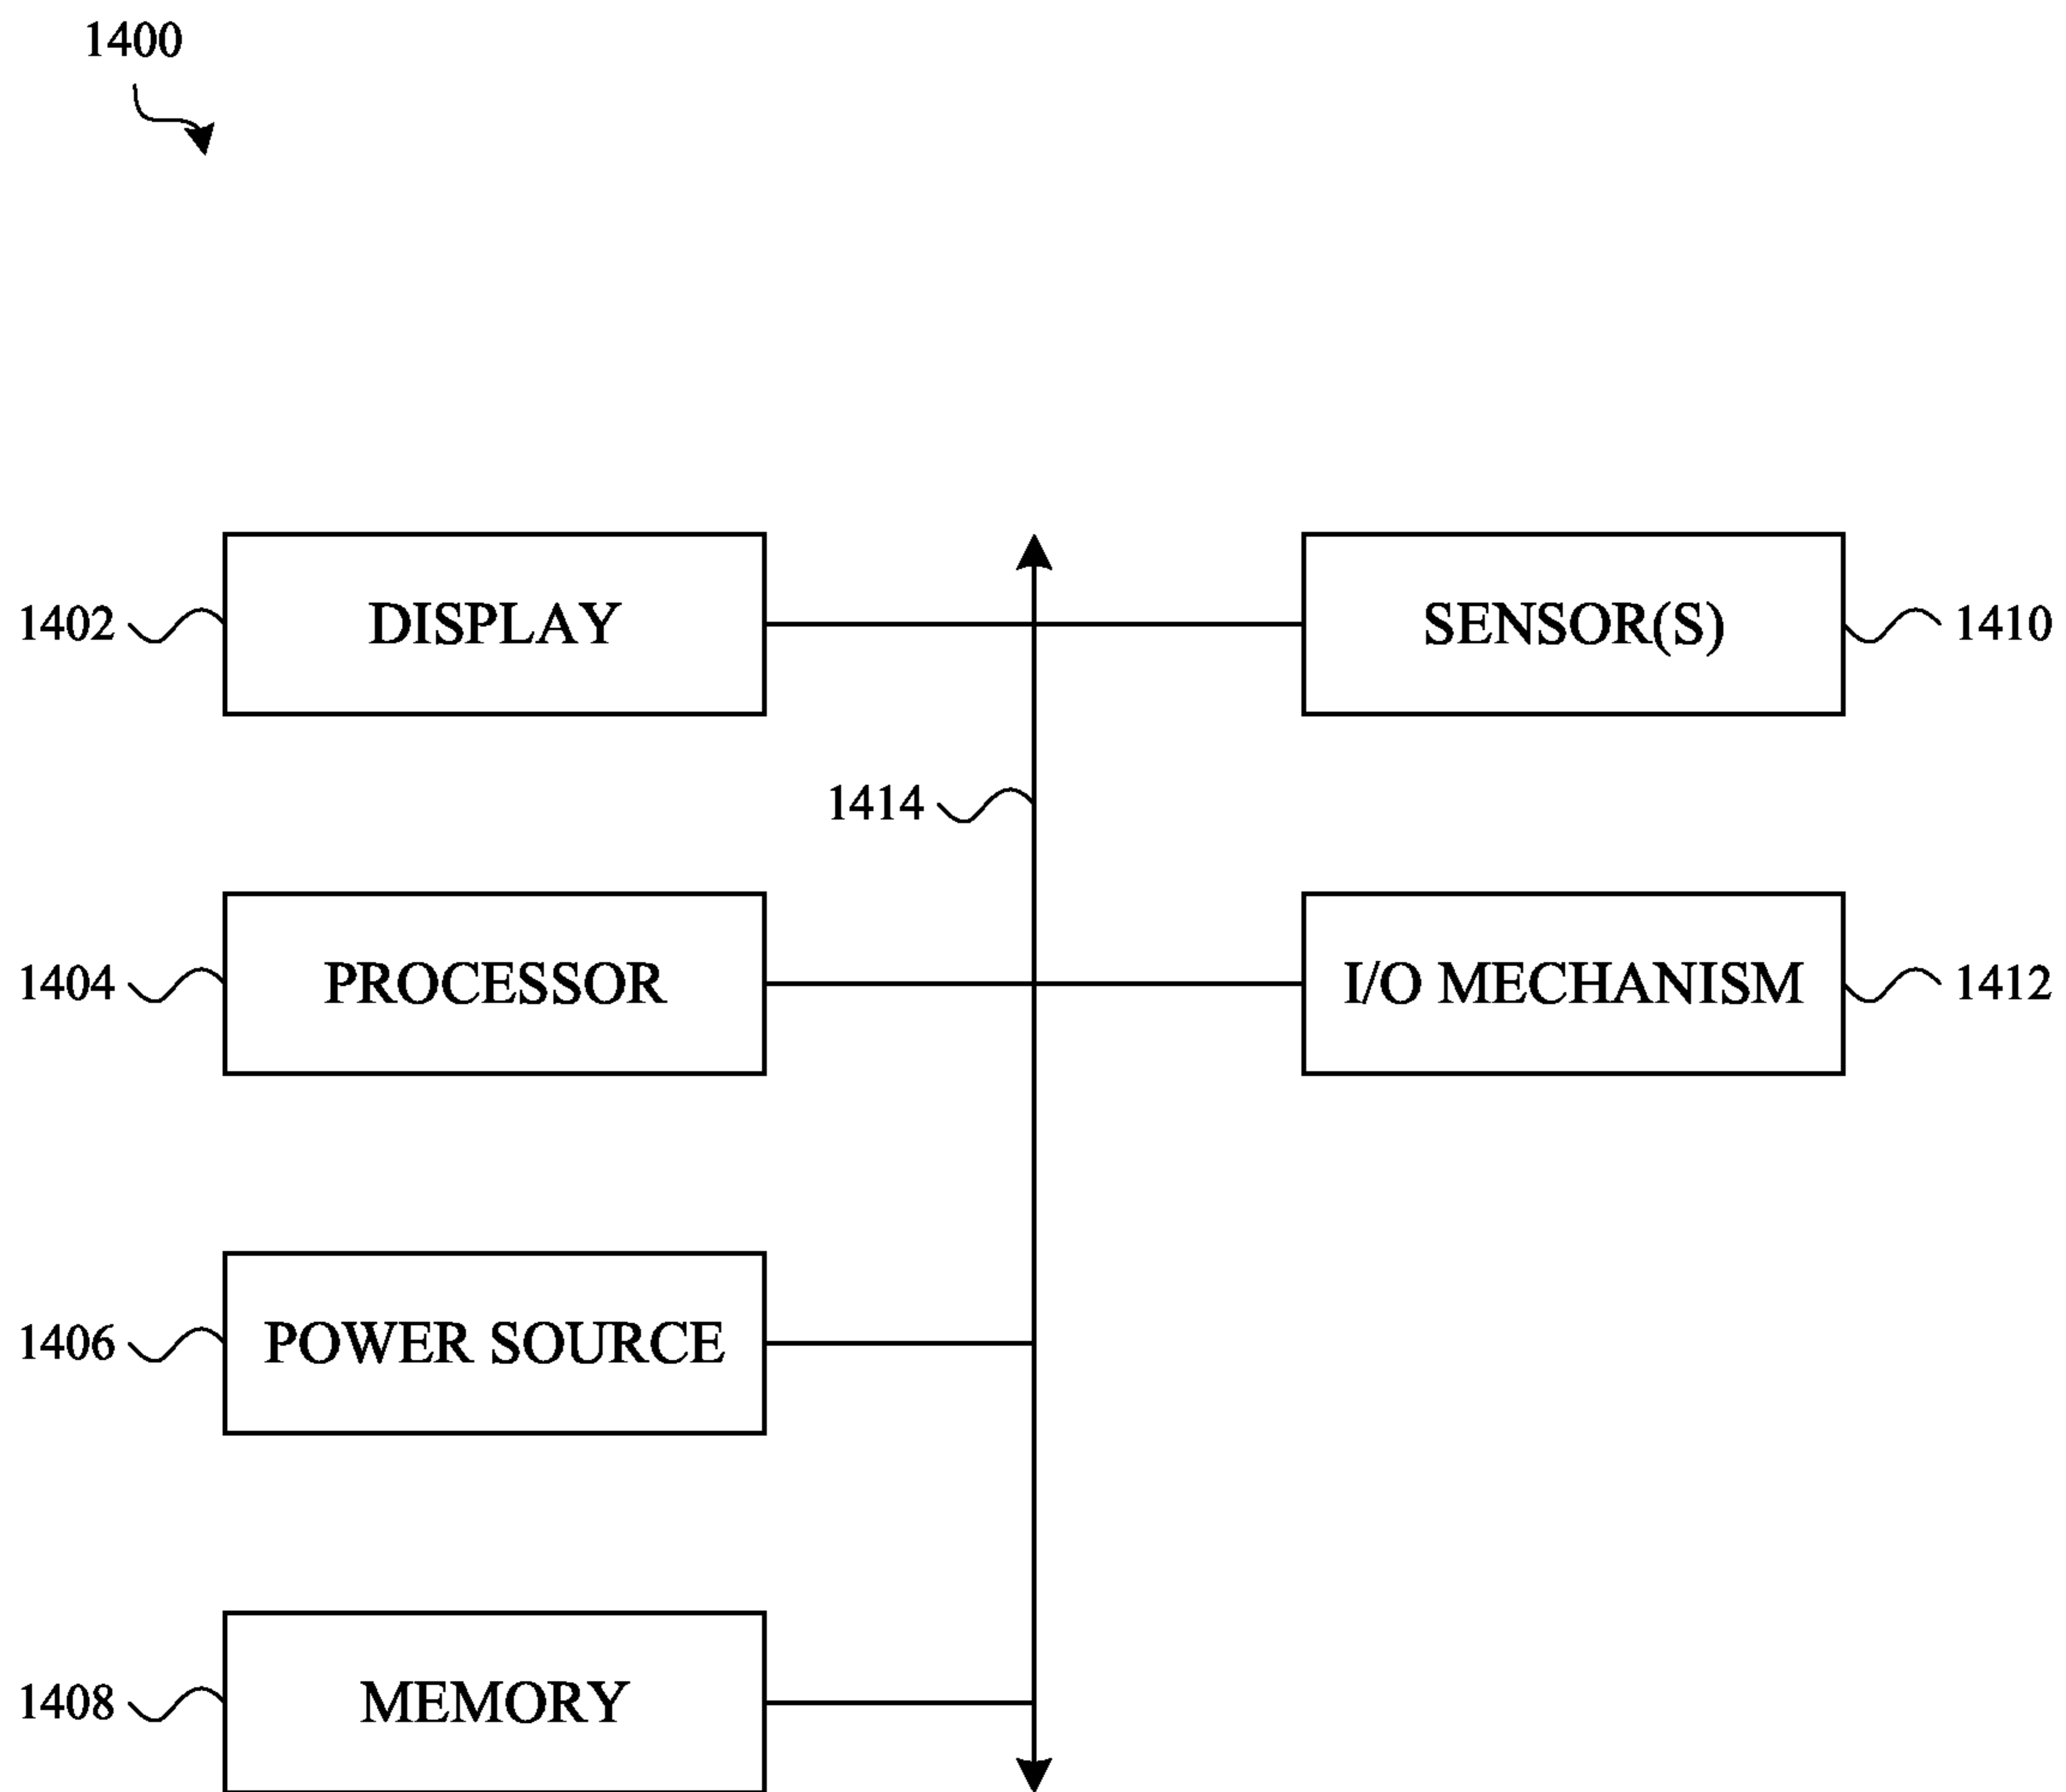 1400
1402
DISPLAY
SENSOR(S)
1410
1414
1404
PROCESSOR
I/O MECHANISM
1412
1406
POWER SOURCE
1408
MEMORY